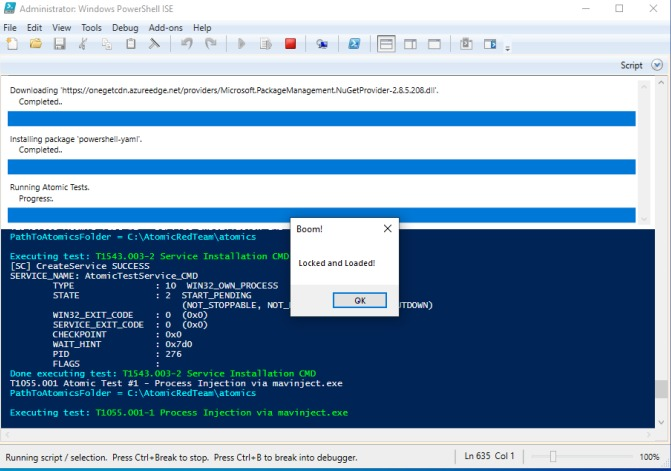 Administrator: Windows PowerShell ISE
File Edit View Tools Debug Add-ons Help
Script
Downloading 'https://onegetcdn.azureedge.net/providers/Microsoft.PackageManagement.NuGetProvider-2.8.5.208.dll'.
Completed..
Installing package 'powershell-yaml'.
Completed..
Running Atomic Tests.
Progress:.
PathToAtomicsFolder = C:\AtomicRedTeam\atomics
Boom!
Locked and Loaded!
OK
Executing test: T1543.003-2 Service Installation CMD
[SC] CreateService SUCCESS
SERVICE_NAME: AtomicTestService_CMD
TYPE : 10 WIN32_OWN_PROCESS
STATE : 2 START_PENDING
(NOT_STOPPABLE, NOT_
WIN32_EXIT_CODE : 0 (0x0)
SERVICE_EXIT_CODE : 0 (0x0)
CHECKPOINT : 0x0
WAIT_HINT : 0x7d0
PID : 276
FLAGS :
Done executing test: T1543.003-2 Service Installation CMD
T1055.001 Atomic Test #1 - Process Injection via mavinject.exe
PathToAtomicsFolder = C:\AtomicRedTeam\atomics
Executing test: T1055.001-1 Process Injection via mavinject.exe
Running script / selection. Press Ctrl+Break to stop. Press Ctrl+B to break into debugger.
Ln 635 Col 1
100%